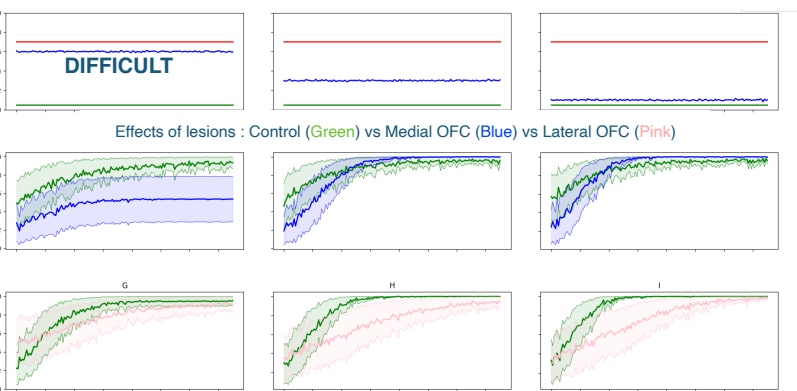 DIFFICULT
Effects of lesions : Control (Green) vs Medial OFC (Blue) vs Lateral OFC (Pink)
G
H
I